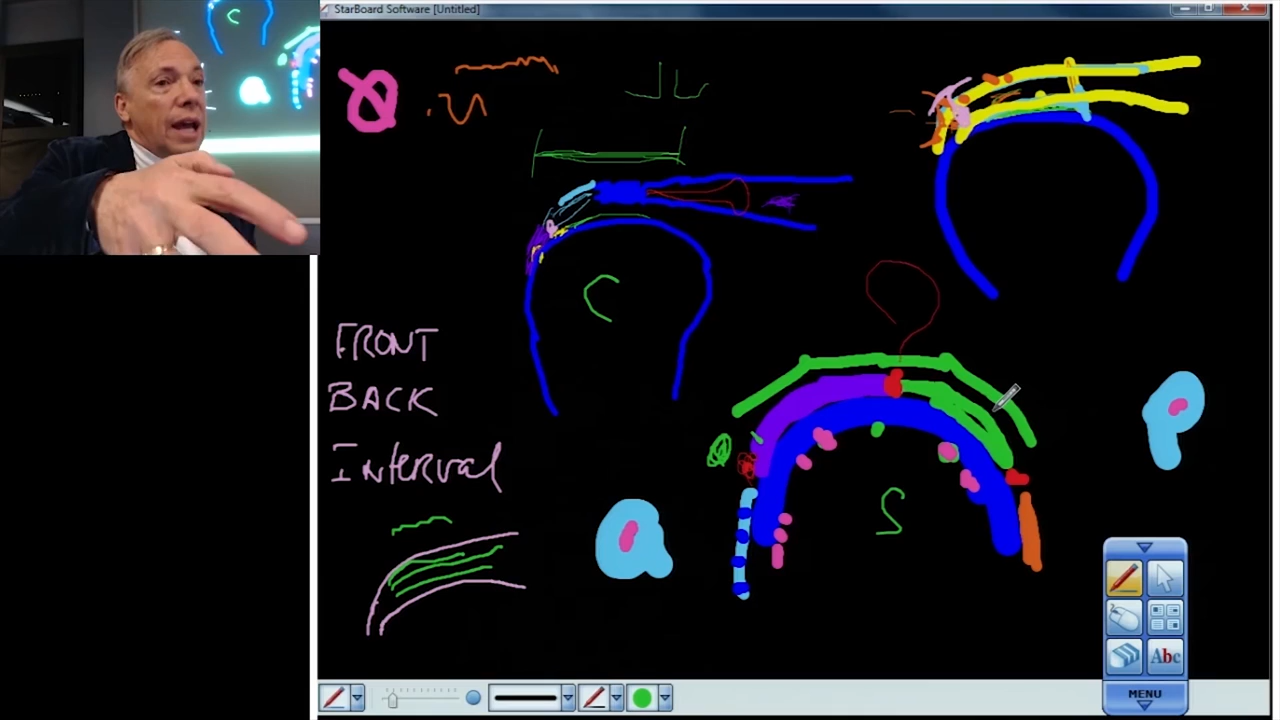 StarBoard Software [Untitled]
C
FRONT
BACK
INTERVAL
S
Abc
MENU